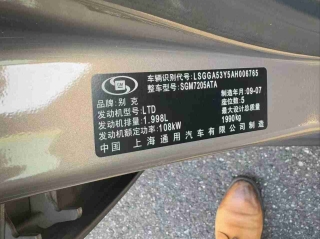 车辆识别代号: LSGGA53Y5AH006765
整车型号: SGM7205ATA
品牌: 别克
制造年月: 09-07
发动机型号: LTD
座位数: 5
发动机排量: 1.998L
最大设计总质量
发动机额定功率: 108kW
1990kg
中国 上海通用汽车有限公司制造